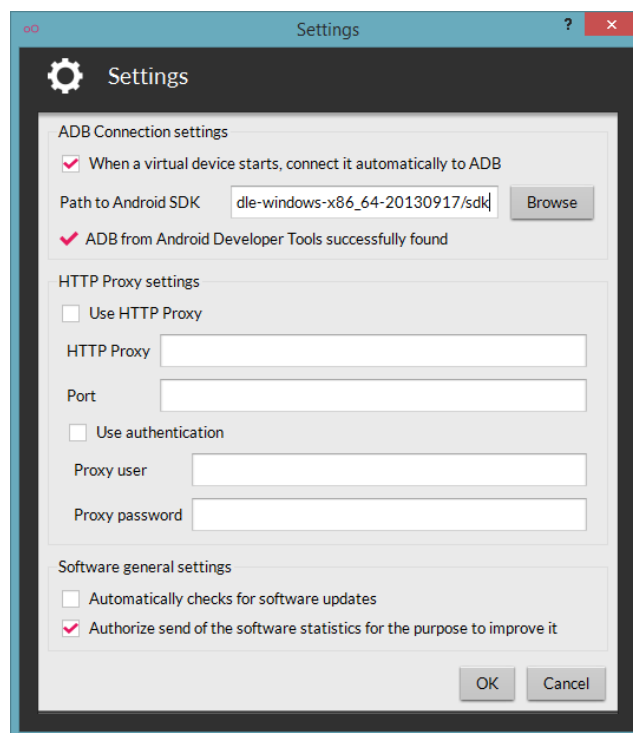 Settings
?
×
Settings
ADB Connection settings
When a virtual device starts, connect it automatically to ADB
Path to Android SDK dle-windows-x86_64-20130917/sdk Browse
ADB from Android Developer Tools successfully found
HTTP Proxy settings
Use HTTP Proxy
HTTP Proxy
Port
Use authentication
Proxy user
Proxy password
Software general settings
Automatically checks for software updates
Authorize send of the software statistics for the purpose to improve it
OK Cancel